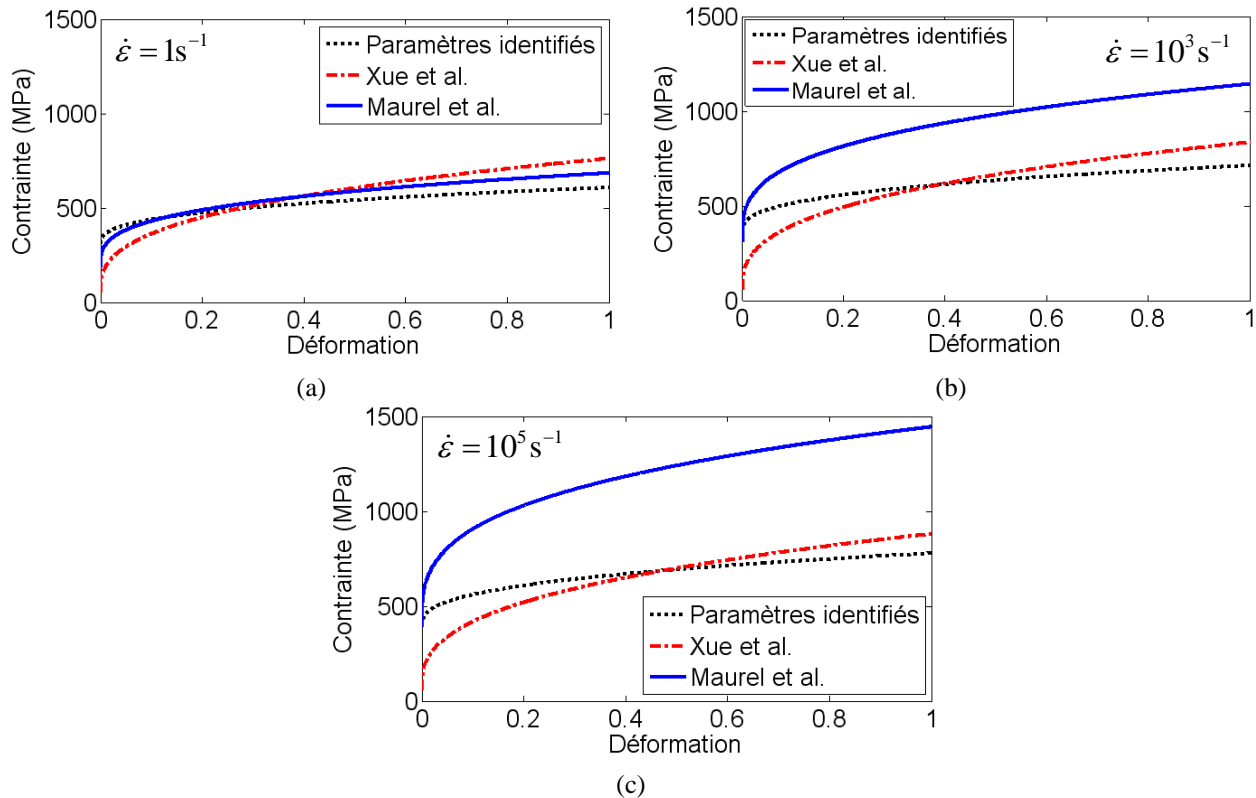 1500
1000
500
0
Contrainte (MPa)
ε̇ = 1s⁻¹
Paramètres identifiés
Xue et al.
Maurel et al.
0 0.2 0.4 0.6 0.8 1
Déformation
(a)
1500
1000
500
0
Contrainte (MPa)
Paramètres identifiés
Xue et al.
Maurel et al.
ε̇ = 10³ s⁻¹
0 0.2 0.4 0.6 0.8 1
Déformation
(b)
1500
1000
500
0
Contrainte (MPa)
ε̇ = 10⁵ s⁻¹
Paramètres identifiés
Xue et al.
Maurel et al.
0 0.2 0.4 0.6 0.8 1
Déformation
(c)